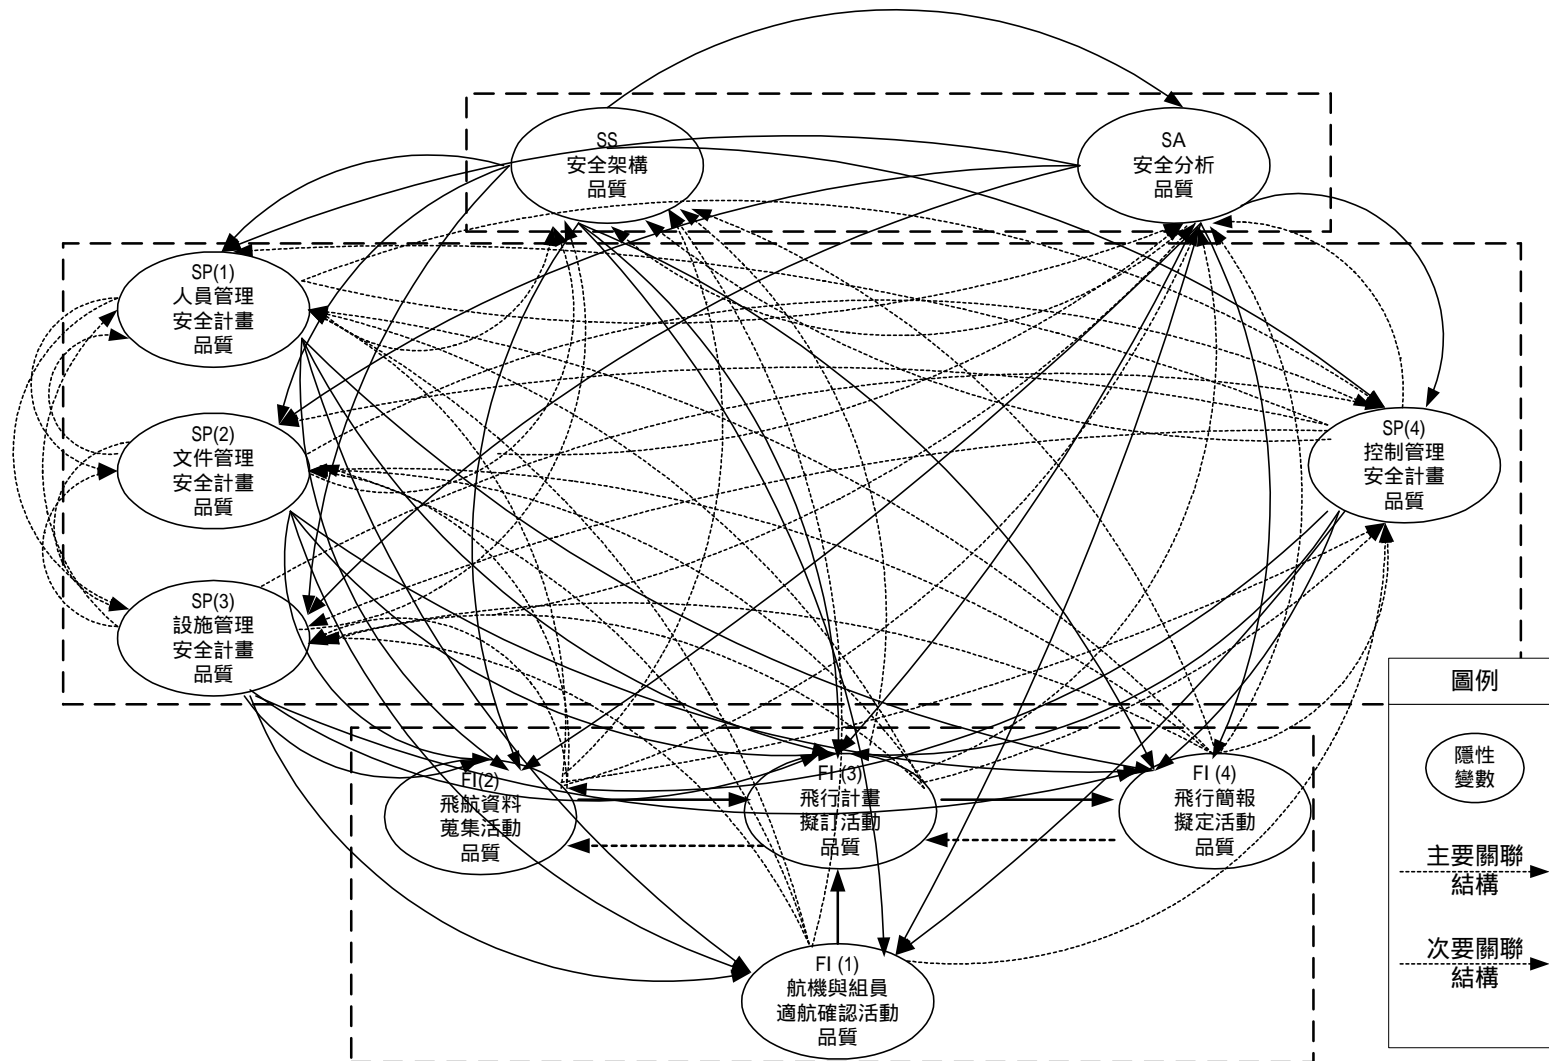 SS
安全架構
品質
SA
安全分析
品質
SP(1)
人員管理
安全計畫
品質
SP(2)
文件管理
安全計畫
品質
SP(3)
設施管理
安全計畫
品質
SP(4)
控制管理
安全計畫
品質
FI(2)
飛航資料
蒐集活動
品質
FI (3)
飛行計畫
擬訂活動
品質
FI (4)
飛行簡報
擬定活動
品質
FI (1)
航機與組員
適航確認活動
品質
圖例
隱性
變數
主要關聯
結構
次要關聯
結構